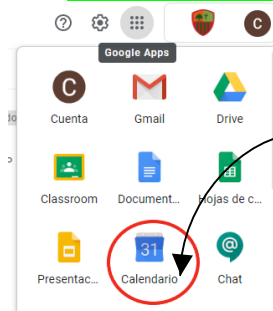 C
Google Apps
C
Cuenta Gmail Drive
Classroom Document... Hojas de c...
31
Presentac... Calendario Chat